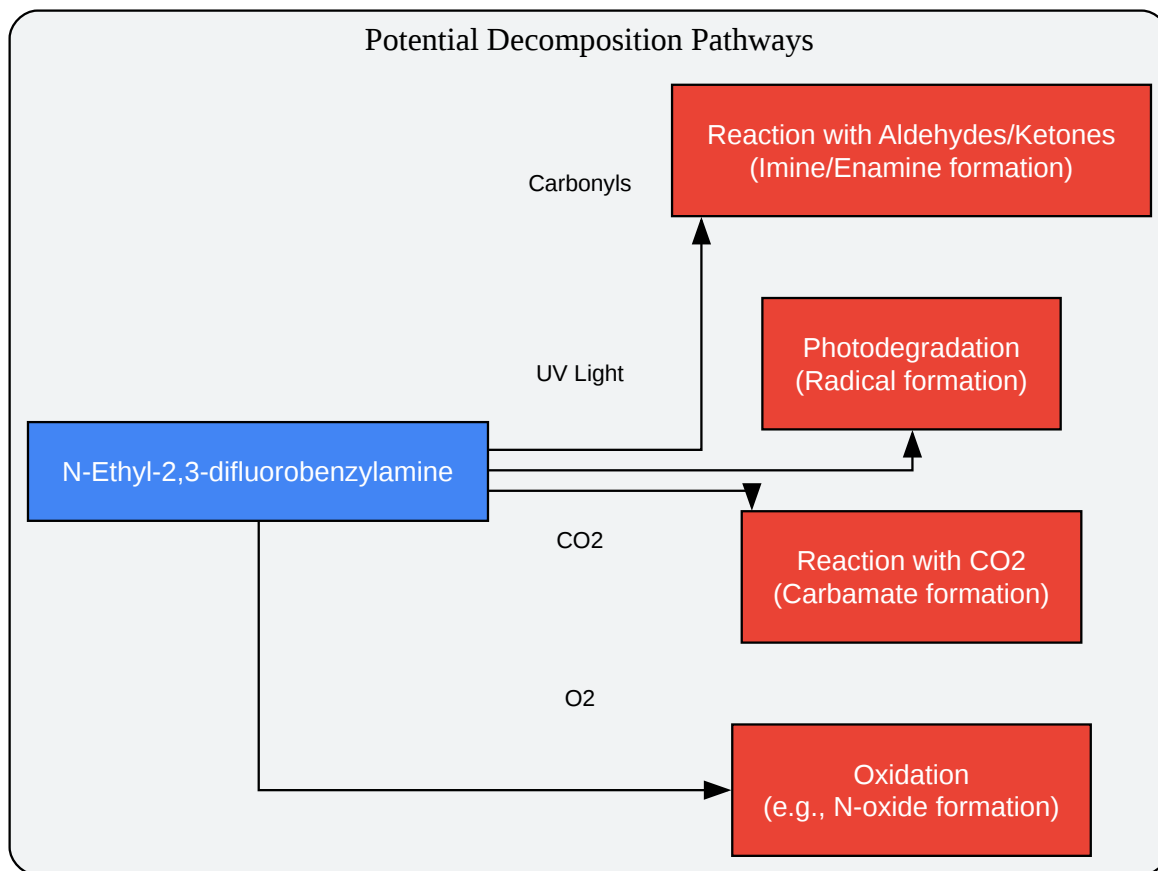 Potential Decomposition Pathways
Reaction with Aldehydes/Ketones
(Imine/Enamine formation)
Carbonyls
Photodegradation
(Radical formation)
UV Light
N-Ethyl-2,3-difluorobenzylamine
CO2
Reaction with CO2
(Carbamate formation)
O2
Oxidation
(e.g., N-oxide formation)